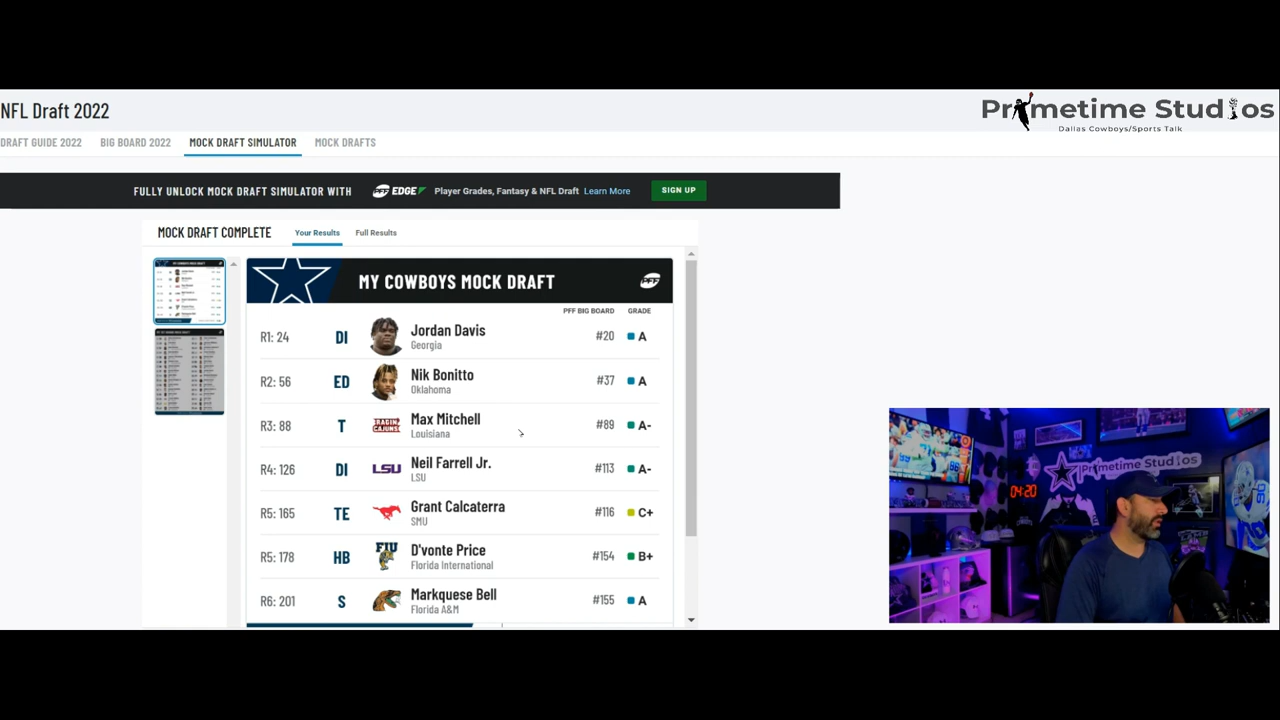 NFL Draft 2022
Primetime Studios
Dallas Cowboys/Sports Talk
DRAFT GUIDE 2022 BIG BOARD 2022 MOCK DRAFT SIMULATOR MOCK DRAFTS
FULLY UNLOCK MOCK DRAFT SIMULATOR WITH PFF EDGE Player Grades, Fantasy & NFL Draft Learn More SIGN UP
MOCK DRAFT COMPLETE Your Results Full Results
MY COWBOYS MOCK DRAFT PFF
PFF BIG BOARD GRADE
R1: 24 DI Jordan Davis #20 A
Georgia
R2: 56 ED Nik Bonitto #37 A
Oklahoma
R3: 88 T RAGIN CAJUNS Max Mitchell #89 A-
Louisiana
R4: 126 DI LSU Neil Farrell Jr. #113 A-
LSU
R5: 165 TE Grant Calcaterra #116 C+
SMU
R5: 178 HB FIU D'vonte Price #154 B+
Florida International
R6: 201 S Markquese Bell #155 A
Florida A&M
Primetime Studios
04:20